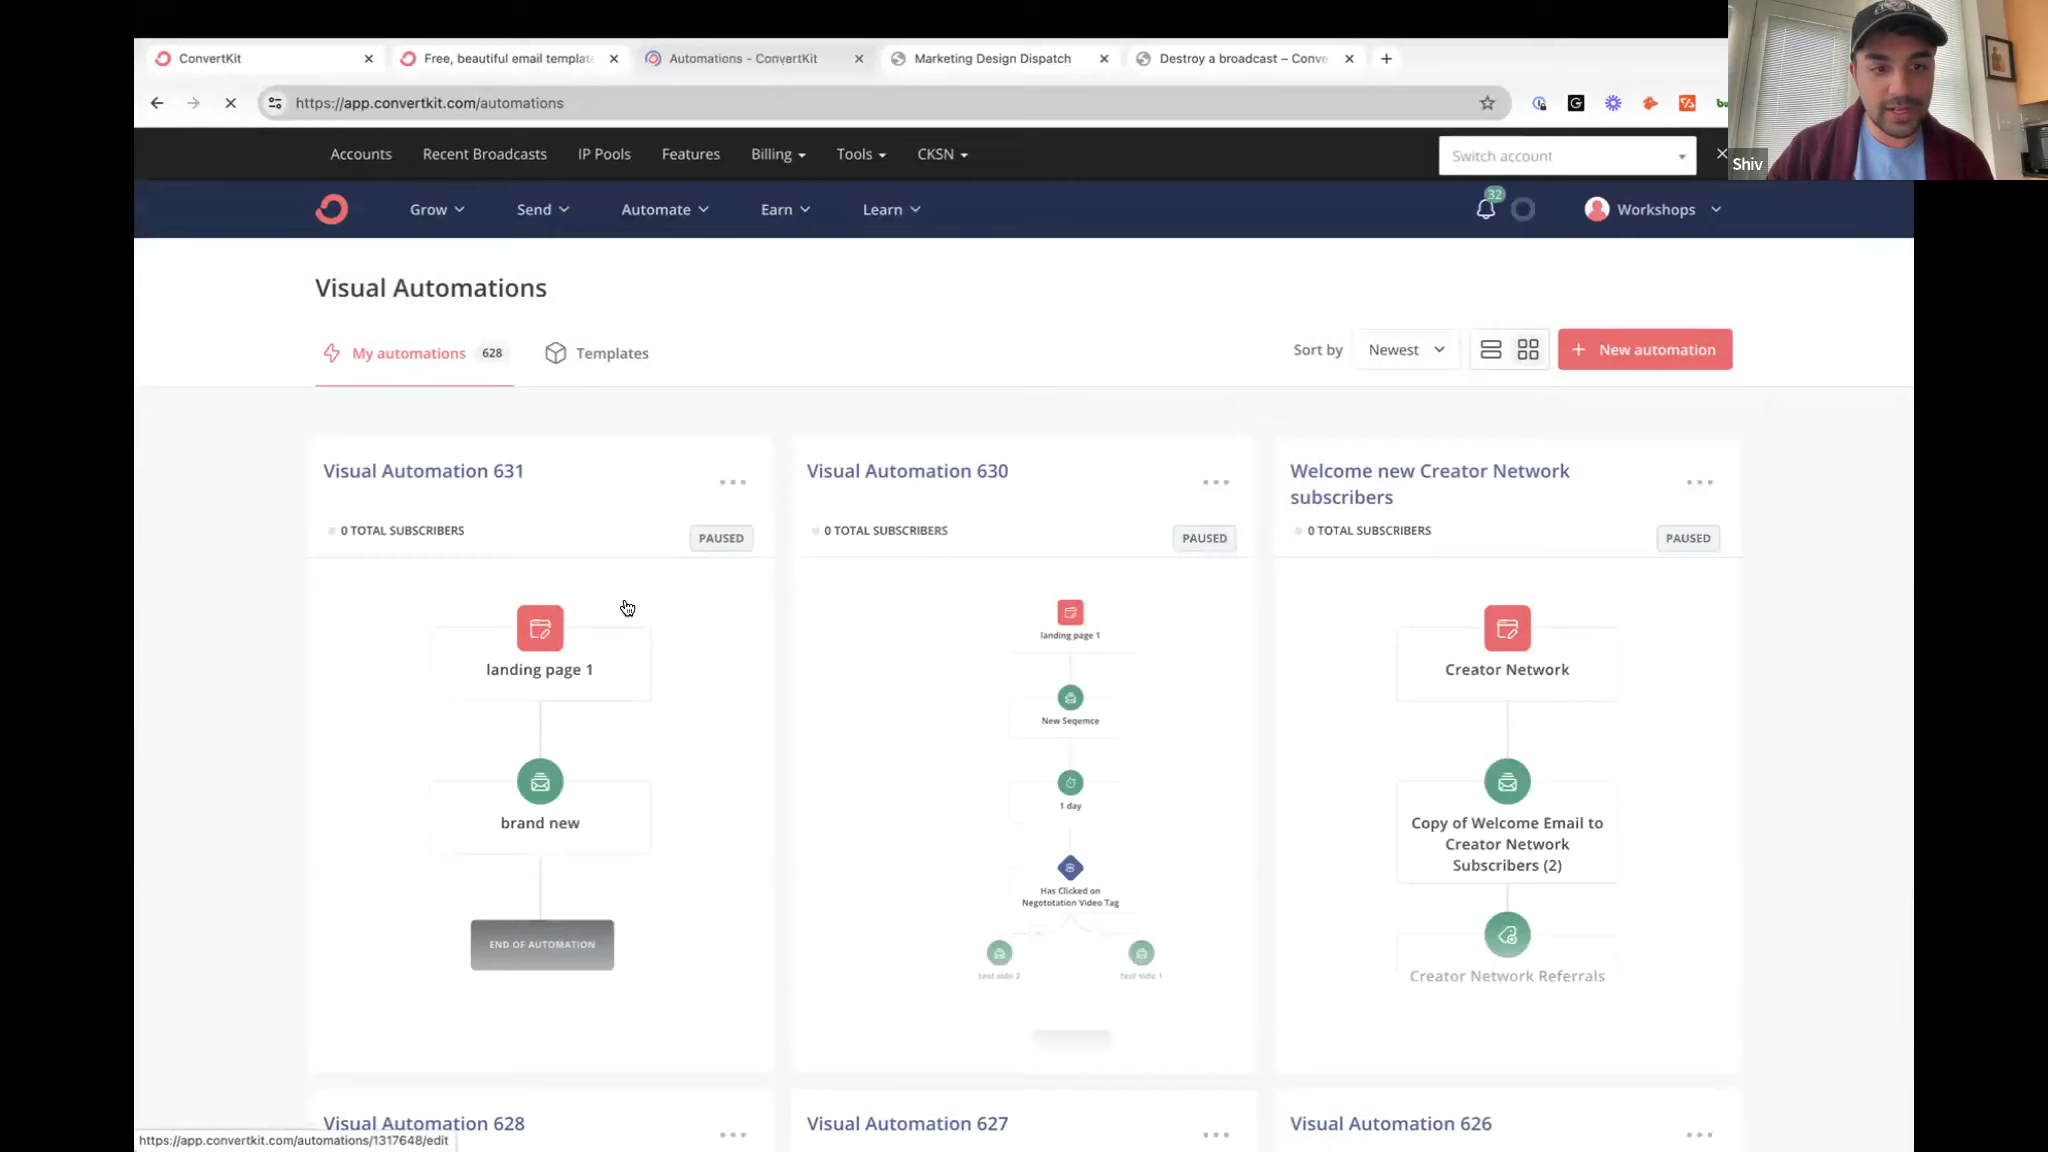 ConvertKit
Free, beautiful email templat
Automations - ConvertKit
Marketing Design Dispatch
Destroy a broadcast – Conve
https://app.convertkit.com/automations
Accounts
Recent Broadcasts
IP Pools
Features
Billing
Tools
CKSN
Switch account
Shiv
Grow
Send
Automate
Earn
Learn
32
Workshops
Visual Automations
My automations 628
Templates
Sort by
Newest
+ New automation
Visual Automation 631
0 TOTAL SUBSCRIBERS
PAUSED
landing page 1
brand new
END OF AUTOMATION
Visual Automation 630
0 TOTAL SUBSCRIBERS
PAUSED
landing page 1
New Seqemce
1 day
Has Clicked on
Negototation Video Tag
test side 2
test side 1
Welcome new Creator Network
subscribers
0 TOTAL SUBSCRIBERS
PAUSED
Creator Network
Copy of Welcome Email to
Creator Network
Subscribers (2)
Creator Network Referrals
Visual Automation 628
Visual Automation 627
Visual Automation 626
https://app.convertkit.com/automations/1317648/edit